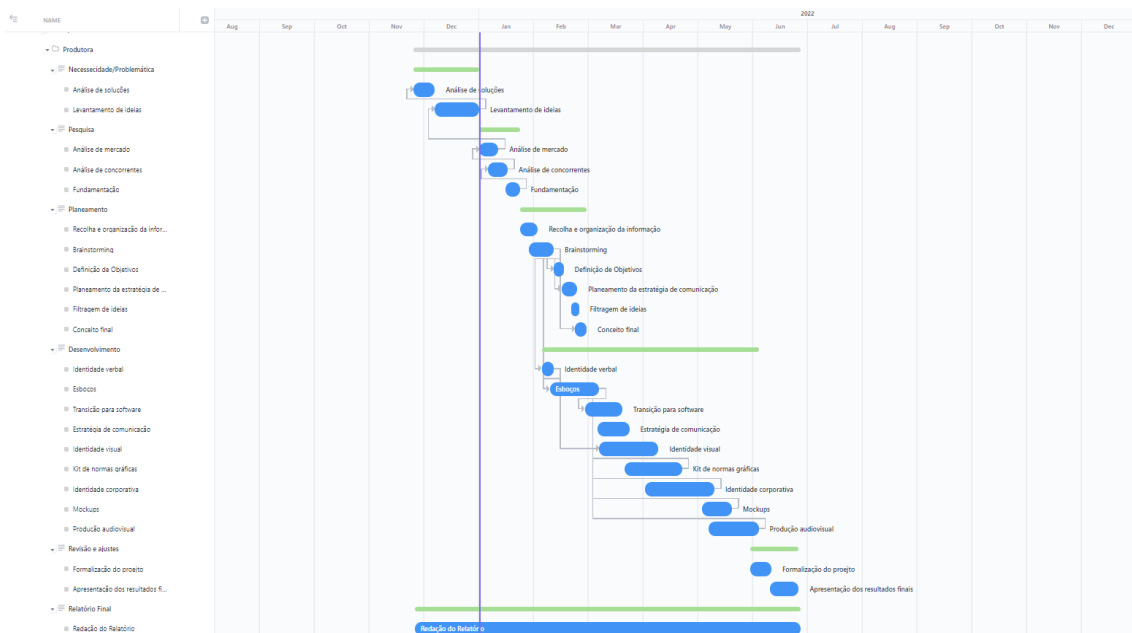 2022
NAME
Aug Sep Oct Nov Dec Jan Feb Mar Apr May Jun Jul Aug Sep Oct Nov Dec
Produtora
Necessecidade/Problemática
Análise de soluções Análise de soluções
Levantamento de ideias Levantamento de ideias
Pesquisa
Análise de mercado Análise de mercado
Análise de concorrentes Análise de concorrentes
Fundamentação Fundamentação
Planeamento
Recolha e organização da infor... Recolha e organização da informação
Brainstorming Brainstorming
Definição de Objetivos Definição de Objetivos
Planeamento da estratégia de ... Planeamento da estratégia de comunicação
Filtragem de ideias Filtragem de ideias
Conceito final Conceito final
Desenvolvimento
Identidade verbal Identidade verbal
Esboços Esboços
Transição para software Transição para software
Estratégia de comunicação Estratégia de comunicação
Identidade visual Identidade visual
Kit de normas gráficas Kit de normas gráficas
Identidade corporativa Identidade corporativa
Mockups Mockups
Produção audiovisual Produção audiovisual
Revisão e ajustes
Formalização do proejto Formalização do proejto
Apresentação dos resultados fi... Apresentação dos resultados finais
Relatório Final
Redação do Relatório Redação do Relatório